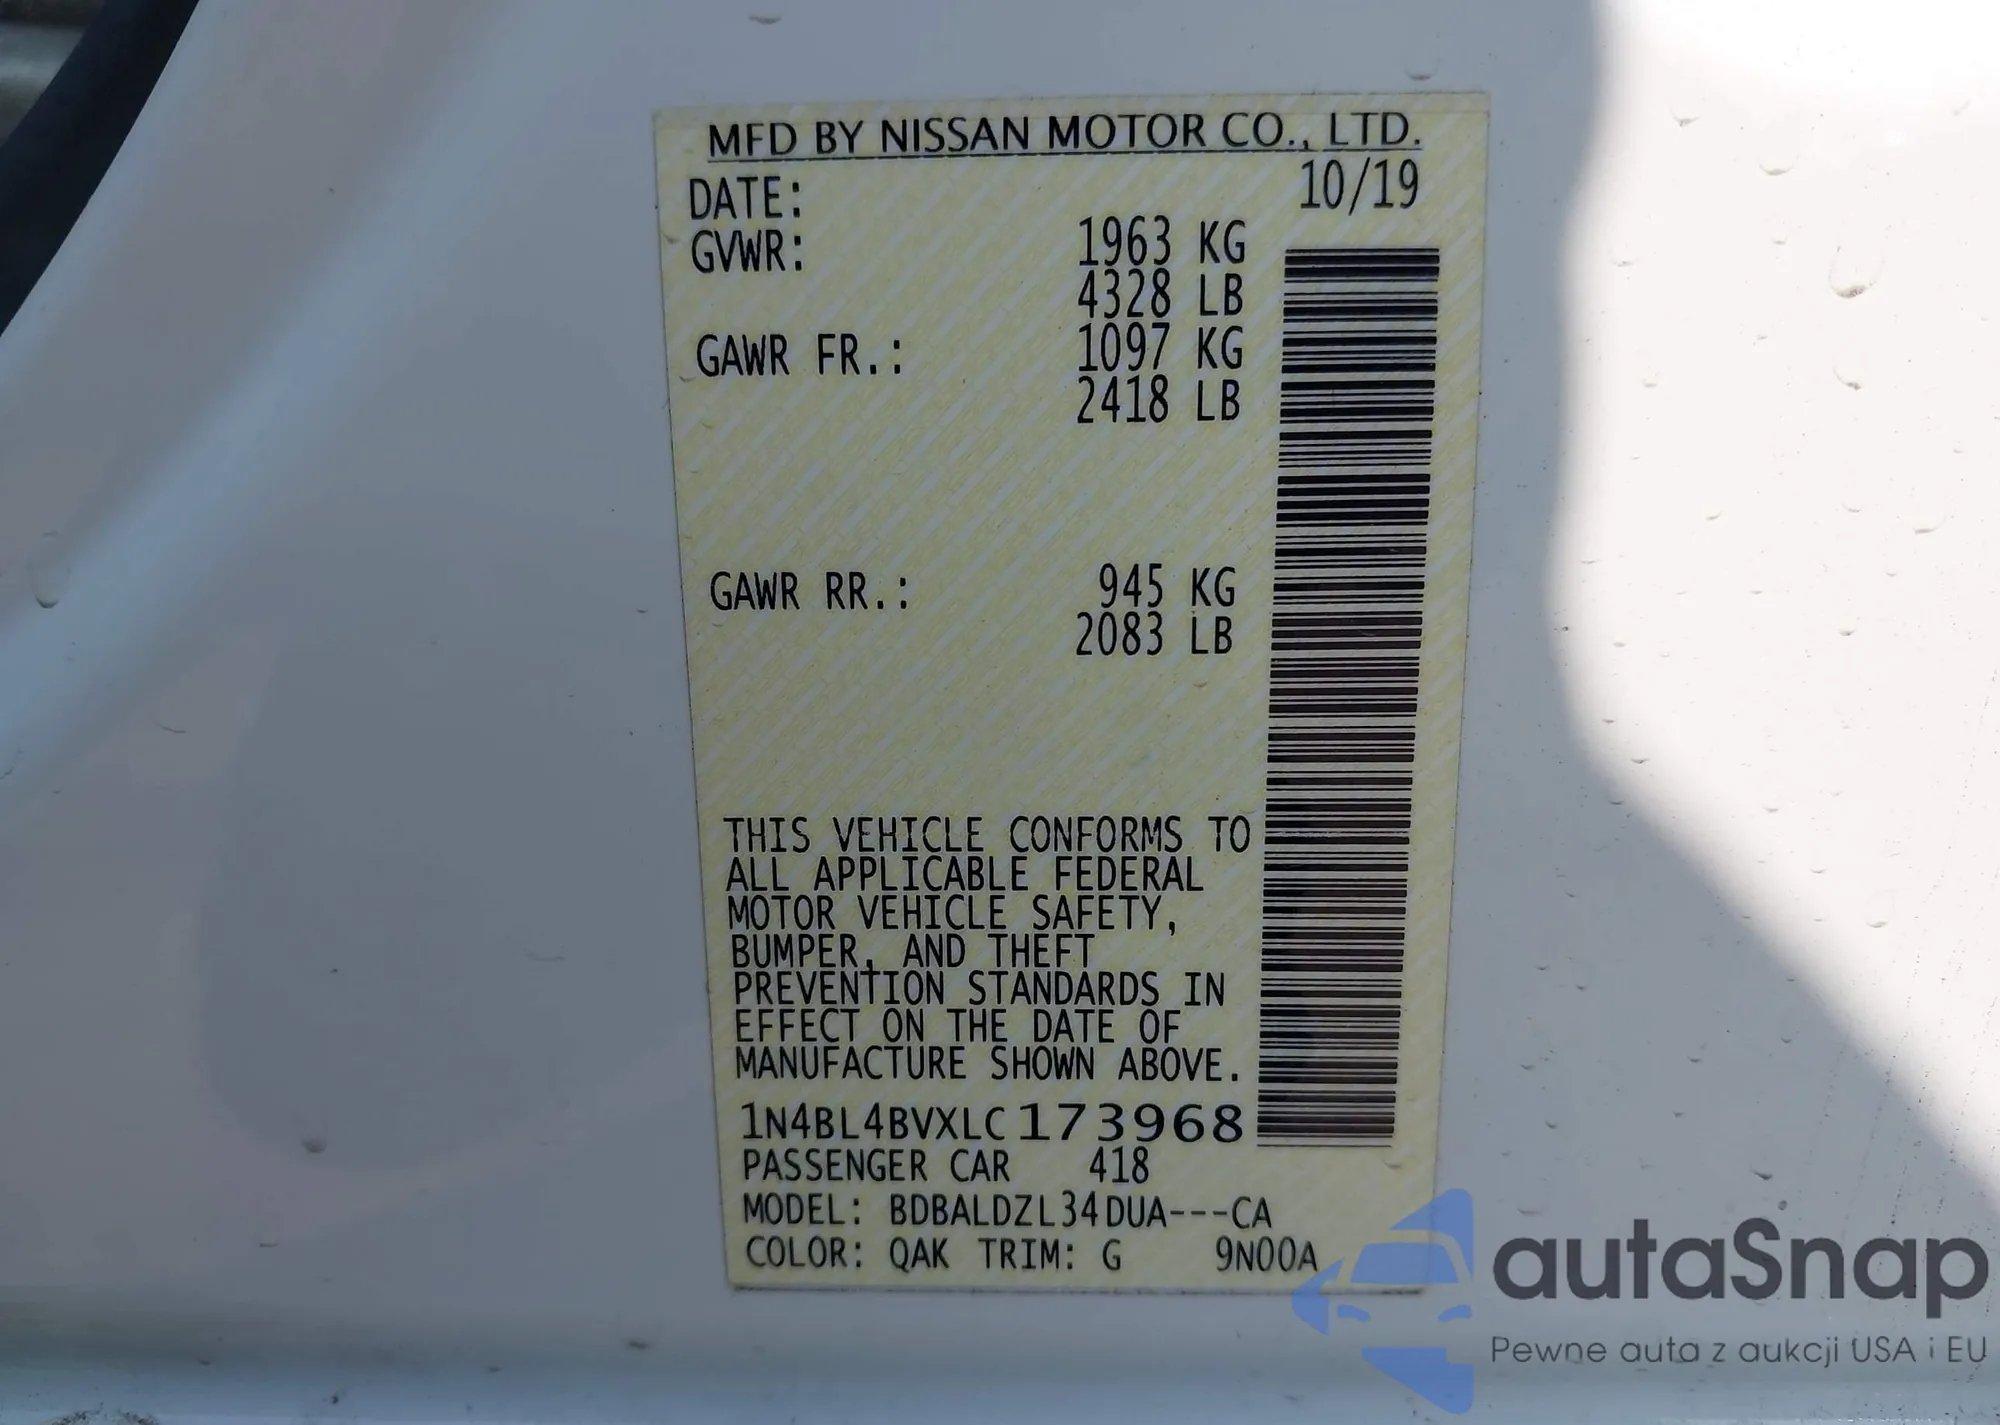 MFD BY NISSAN MOTOR CO., LTD.
DATE: 10/19
GVWR: 1963 KG
4328 LB
GAWR FR.: 1097 KG
2418 LB
GAWR RR.: 945 KG
2083 LB
THIS VEHICLE CONFORMS TO
ALL APPLICABLE FEDERAL
MOTOR VEHICLE SAFETY,
BUMPER, AND THEFT
PREVENTION STANDARDS IN
EFFECT ON THE DATE OF
MANUFACTURE SHOWN ABOVE.
1N4BL4BVXLC173968
PASSENGER CAR 418
MODEL: BDBALDZL34DUA---CA
COLOR: QAK TRIM: G 9N00A
autaSnap
Pewne auta z aukcji USA i EU